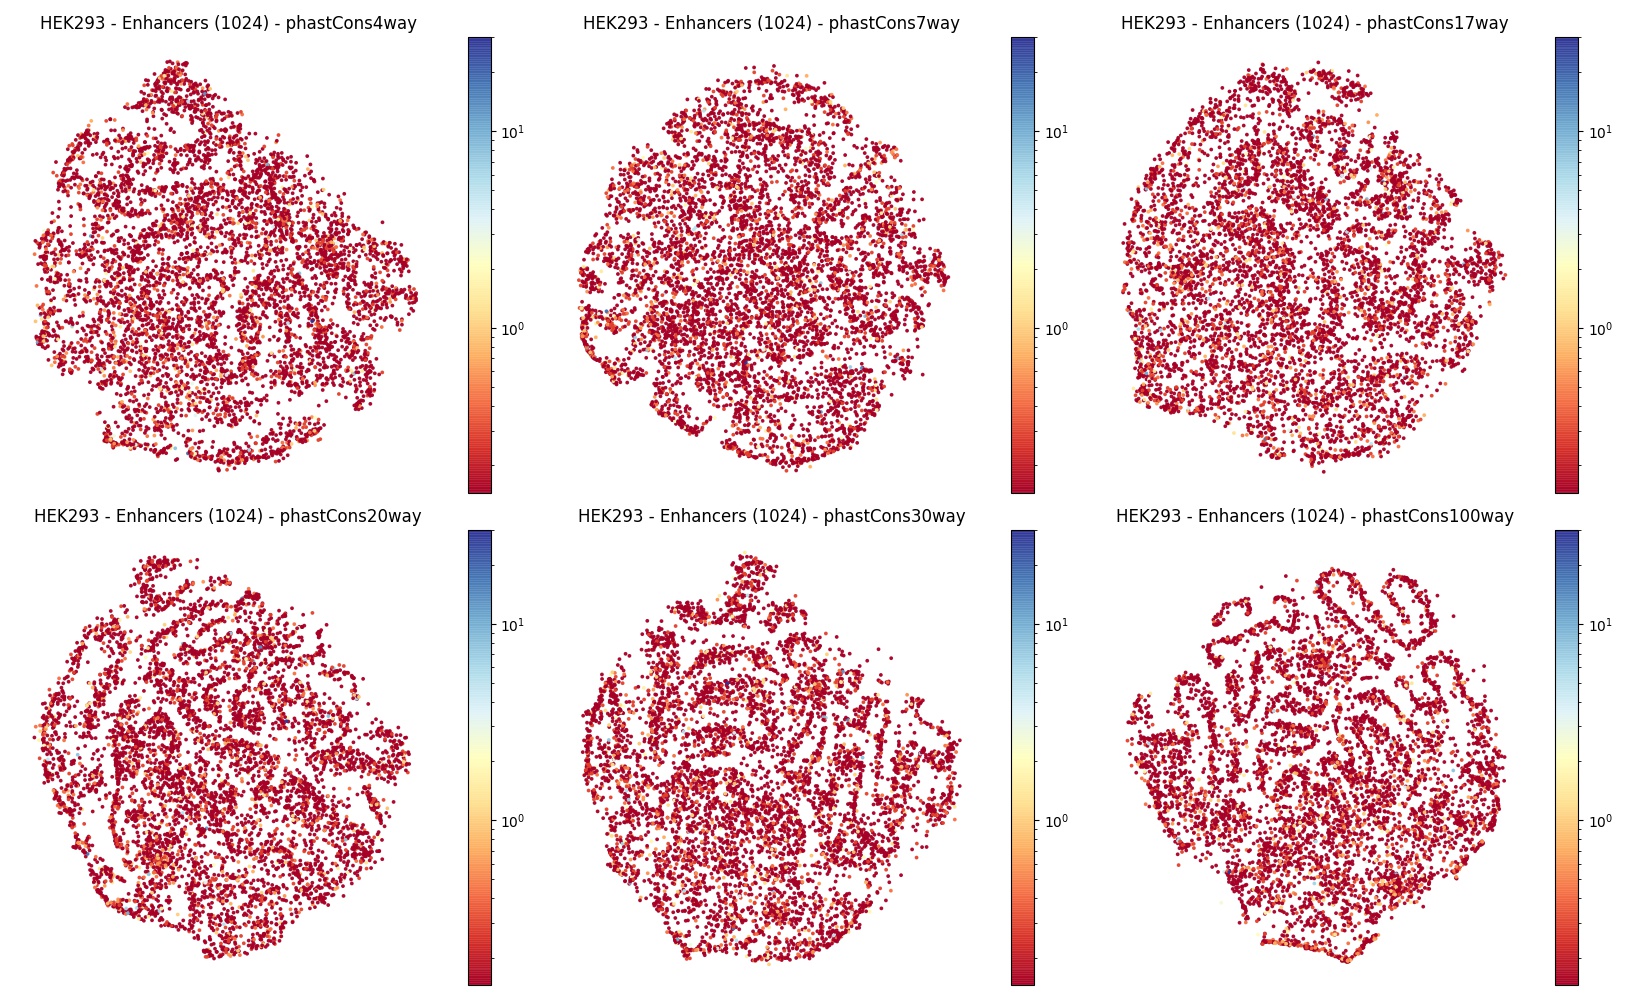 HEK293 - Enhancers (1024) - phastCons4way
HEK293 - Enhancers (1024) - phastCons7way
HEK293 - Enhancers (1024) - phastCons17way
10¹
10⁰
10¹
10⁰
10¹
10⁰
HEK293 - Enhancers (1024) - phastCons20way
HEK293 - Enhancers (1024) - phastCons30way
HEK293 - Enhancers (1024) - phastCons100way
10¹
10⁰
10¹
10⁰
10¹
10⁰